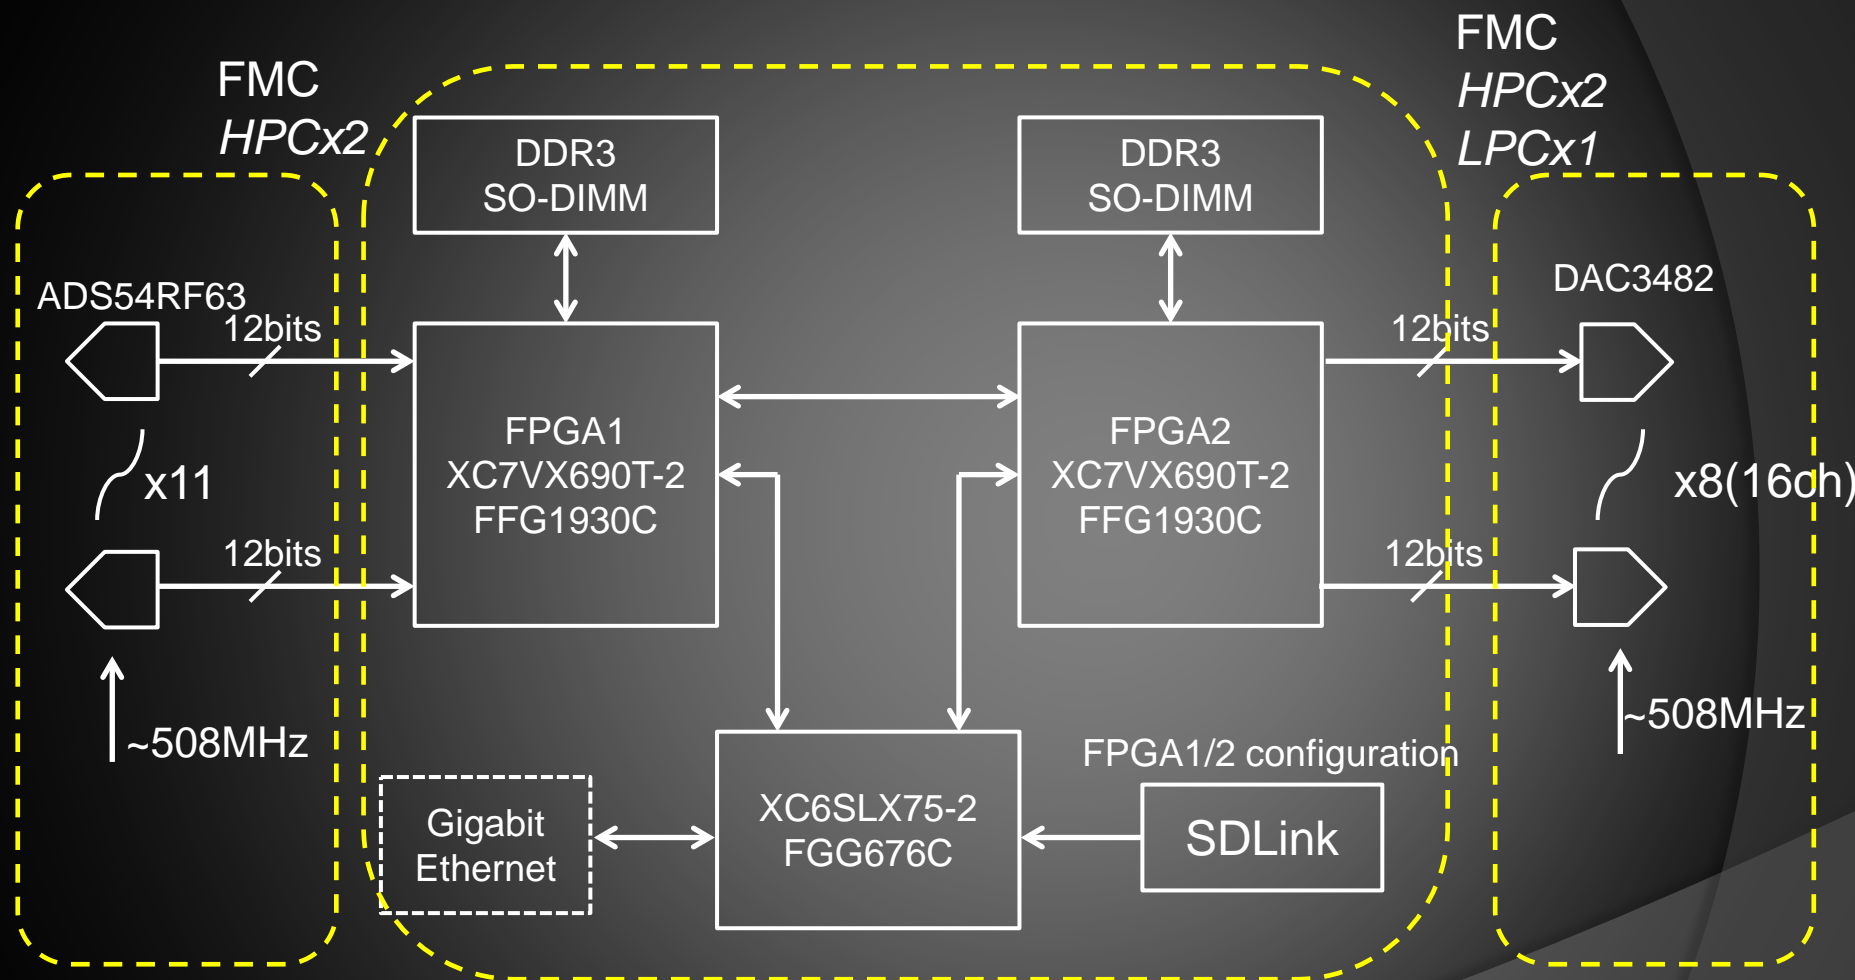 FMC
HPCx2
FMC
HPCx2
LPCx1
DDR3
SO-DIMM
DDR3
SO-DIMM
ADS54RF63
12bits
x11
12bits
~508MHz
FPGA1
XC7VX690T-2
FFG1930C
FPGA2
XC7VX690T-2
FFG1930C
DAC3482
12bits
x8(16ch)
12bits
~508MHz
FPGA1/2 configuration
Gigabit
Ethernet
XC6SLX75-2
FGG676C
SDLink